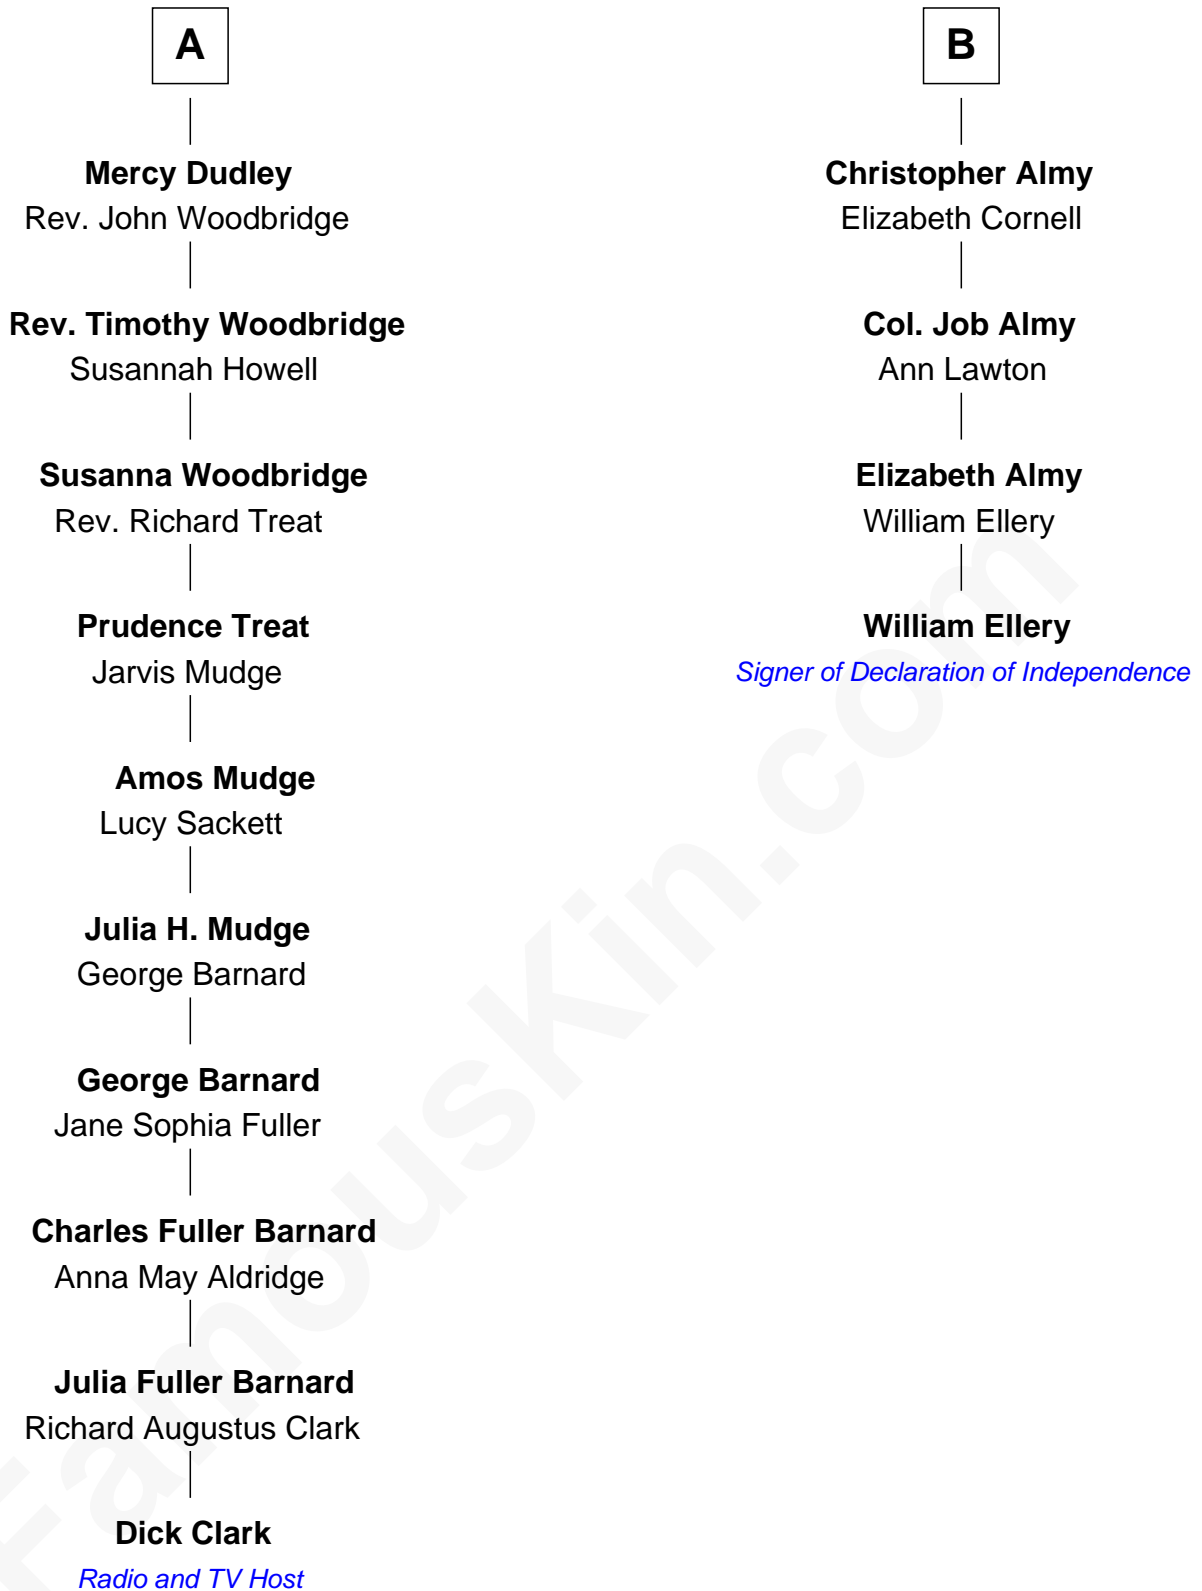 A
Mercy Dudley
Rev. John Woodbridge
Rev. Timothy Woodbridge
Susannah Howell
Susanna Woodbridge
Rev. Richard Treat
Prudence Treat
Jarvis Mudge
Amos Mudge
Lucy Sackett
Julia H. Mudge
George Barnard
George Barnard
Jane Sophia Fuller
Charles Fuller Barnard
Anna May Aldridge
Julia Fuller Barnard
Richard Augustus Clark
Dick Clark
Radio and TV Host
B
Christopher Almy
Elizabeth Cornell
Col. Job Almy
Ann Lawton
Elizabeth Almy
William Ellery
William Ellery
Signer of Declaration of Independence
FamousKin.com